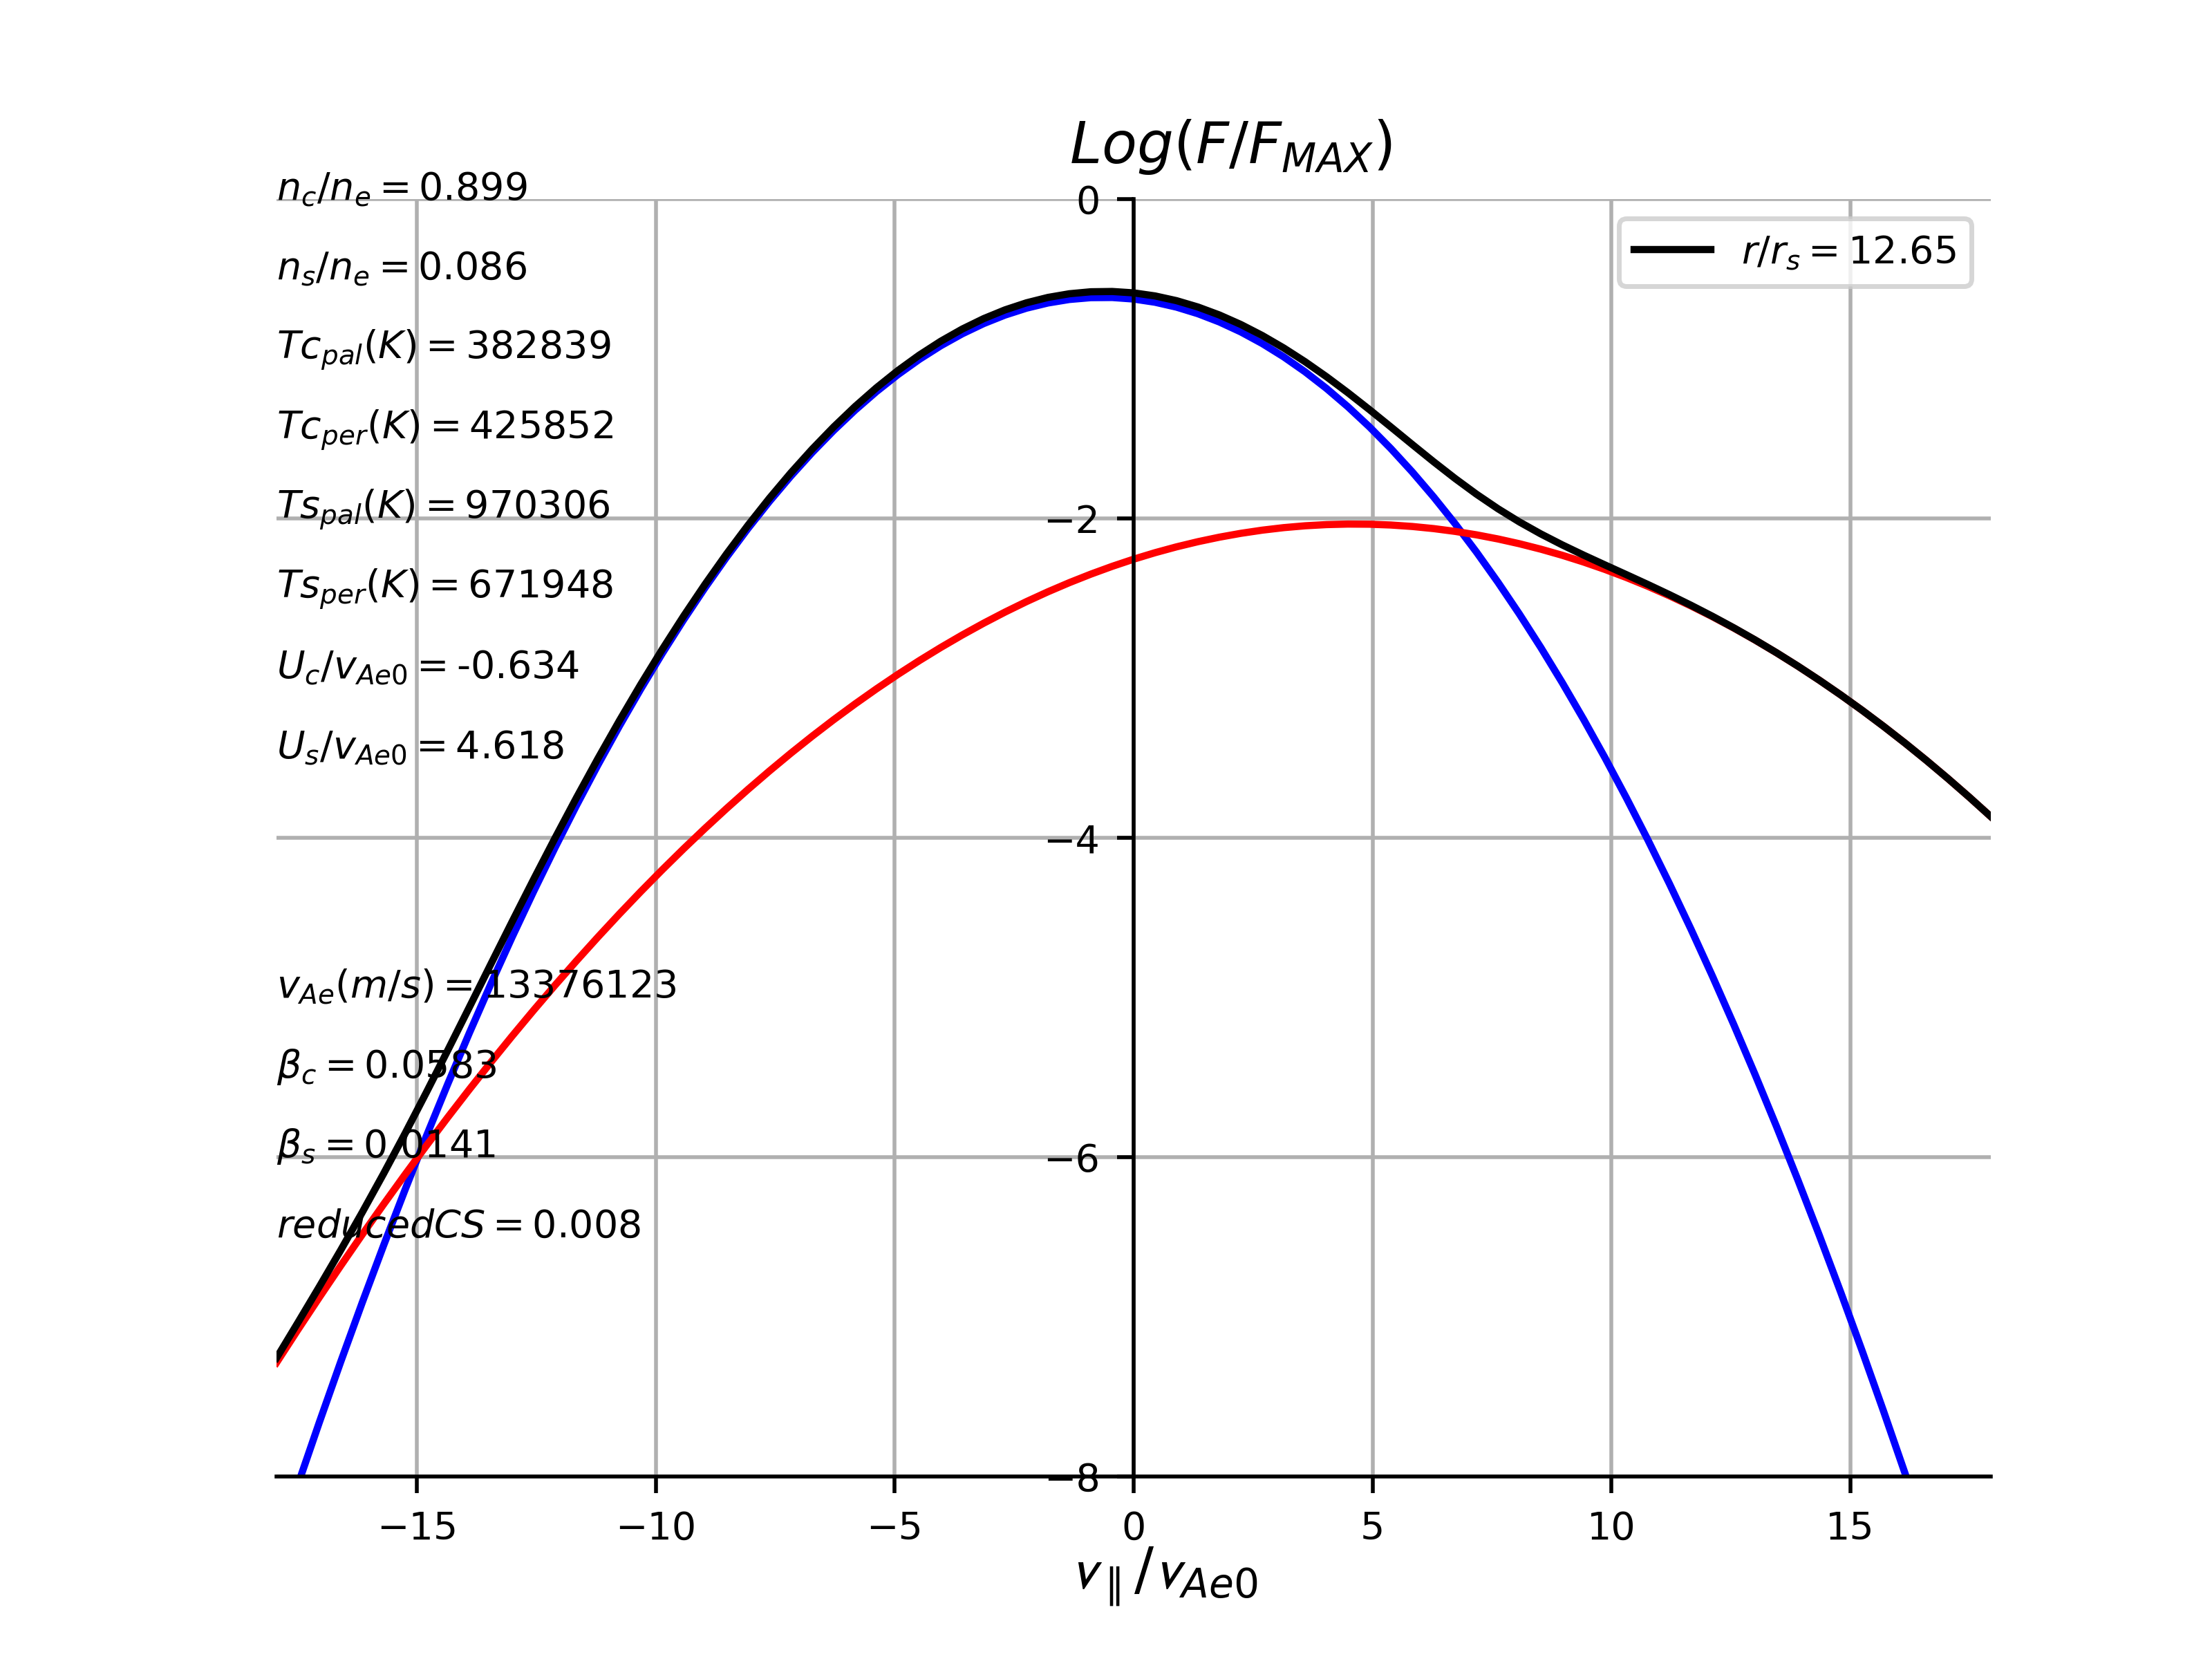 Log(F/F_MAX)
n_c/n_e = 0.899
0
r/r_s = 12.65
n_s/n_e = 0.086
Tc_pal(K) = 382839
Tc_per(K) = 425852
Ts_pal(K) = 970306
−2
Ts_per(K) = 671948
U_c/v_Ae0 = -0.634
U_s/v_Ae0 = 4.618
−4
v_Ae(m/s) = 13376123
β_c = 0.0583
β_s = 0.0141
−6
reducedCS = 0.008
−8
−15 −10 −5 0 5 10 15
v_∥/v_Ae0